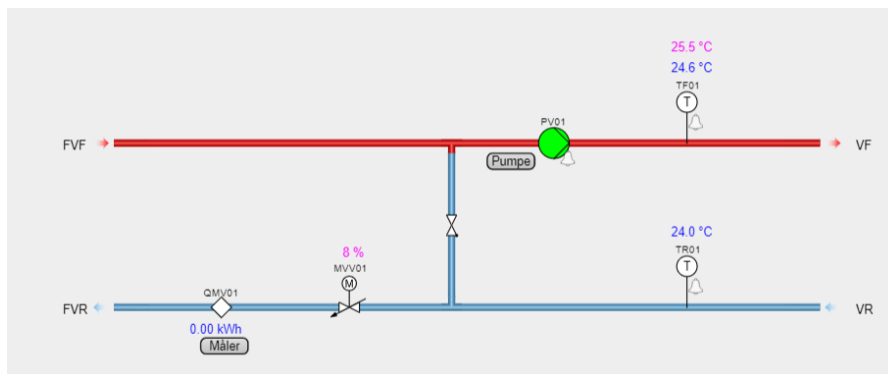 25.5 °C
24.6 °C
TF01
T
PV01
FVF
VF
Pumpe
24.0 °C
TR01
T
8 %
MVV01
M
QMV01
FVR
VR
0.00 kWh
Måler